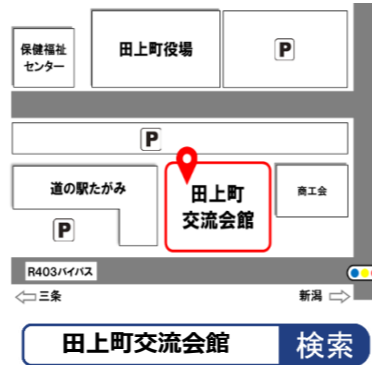 保健福祉
センター
田上町役場
P
P
道の駅たがみ
P
田上町
交流会館
商工会
R403バイパス
三条
新潟
田上町交流会館
検索